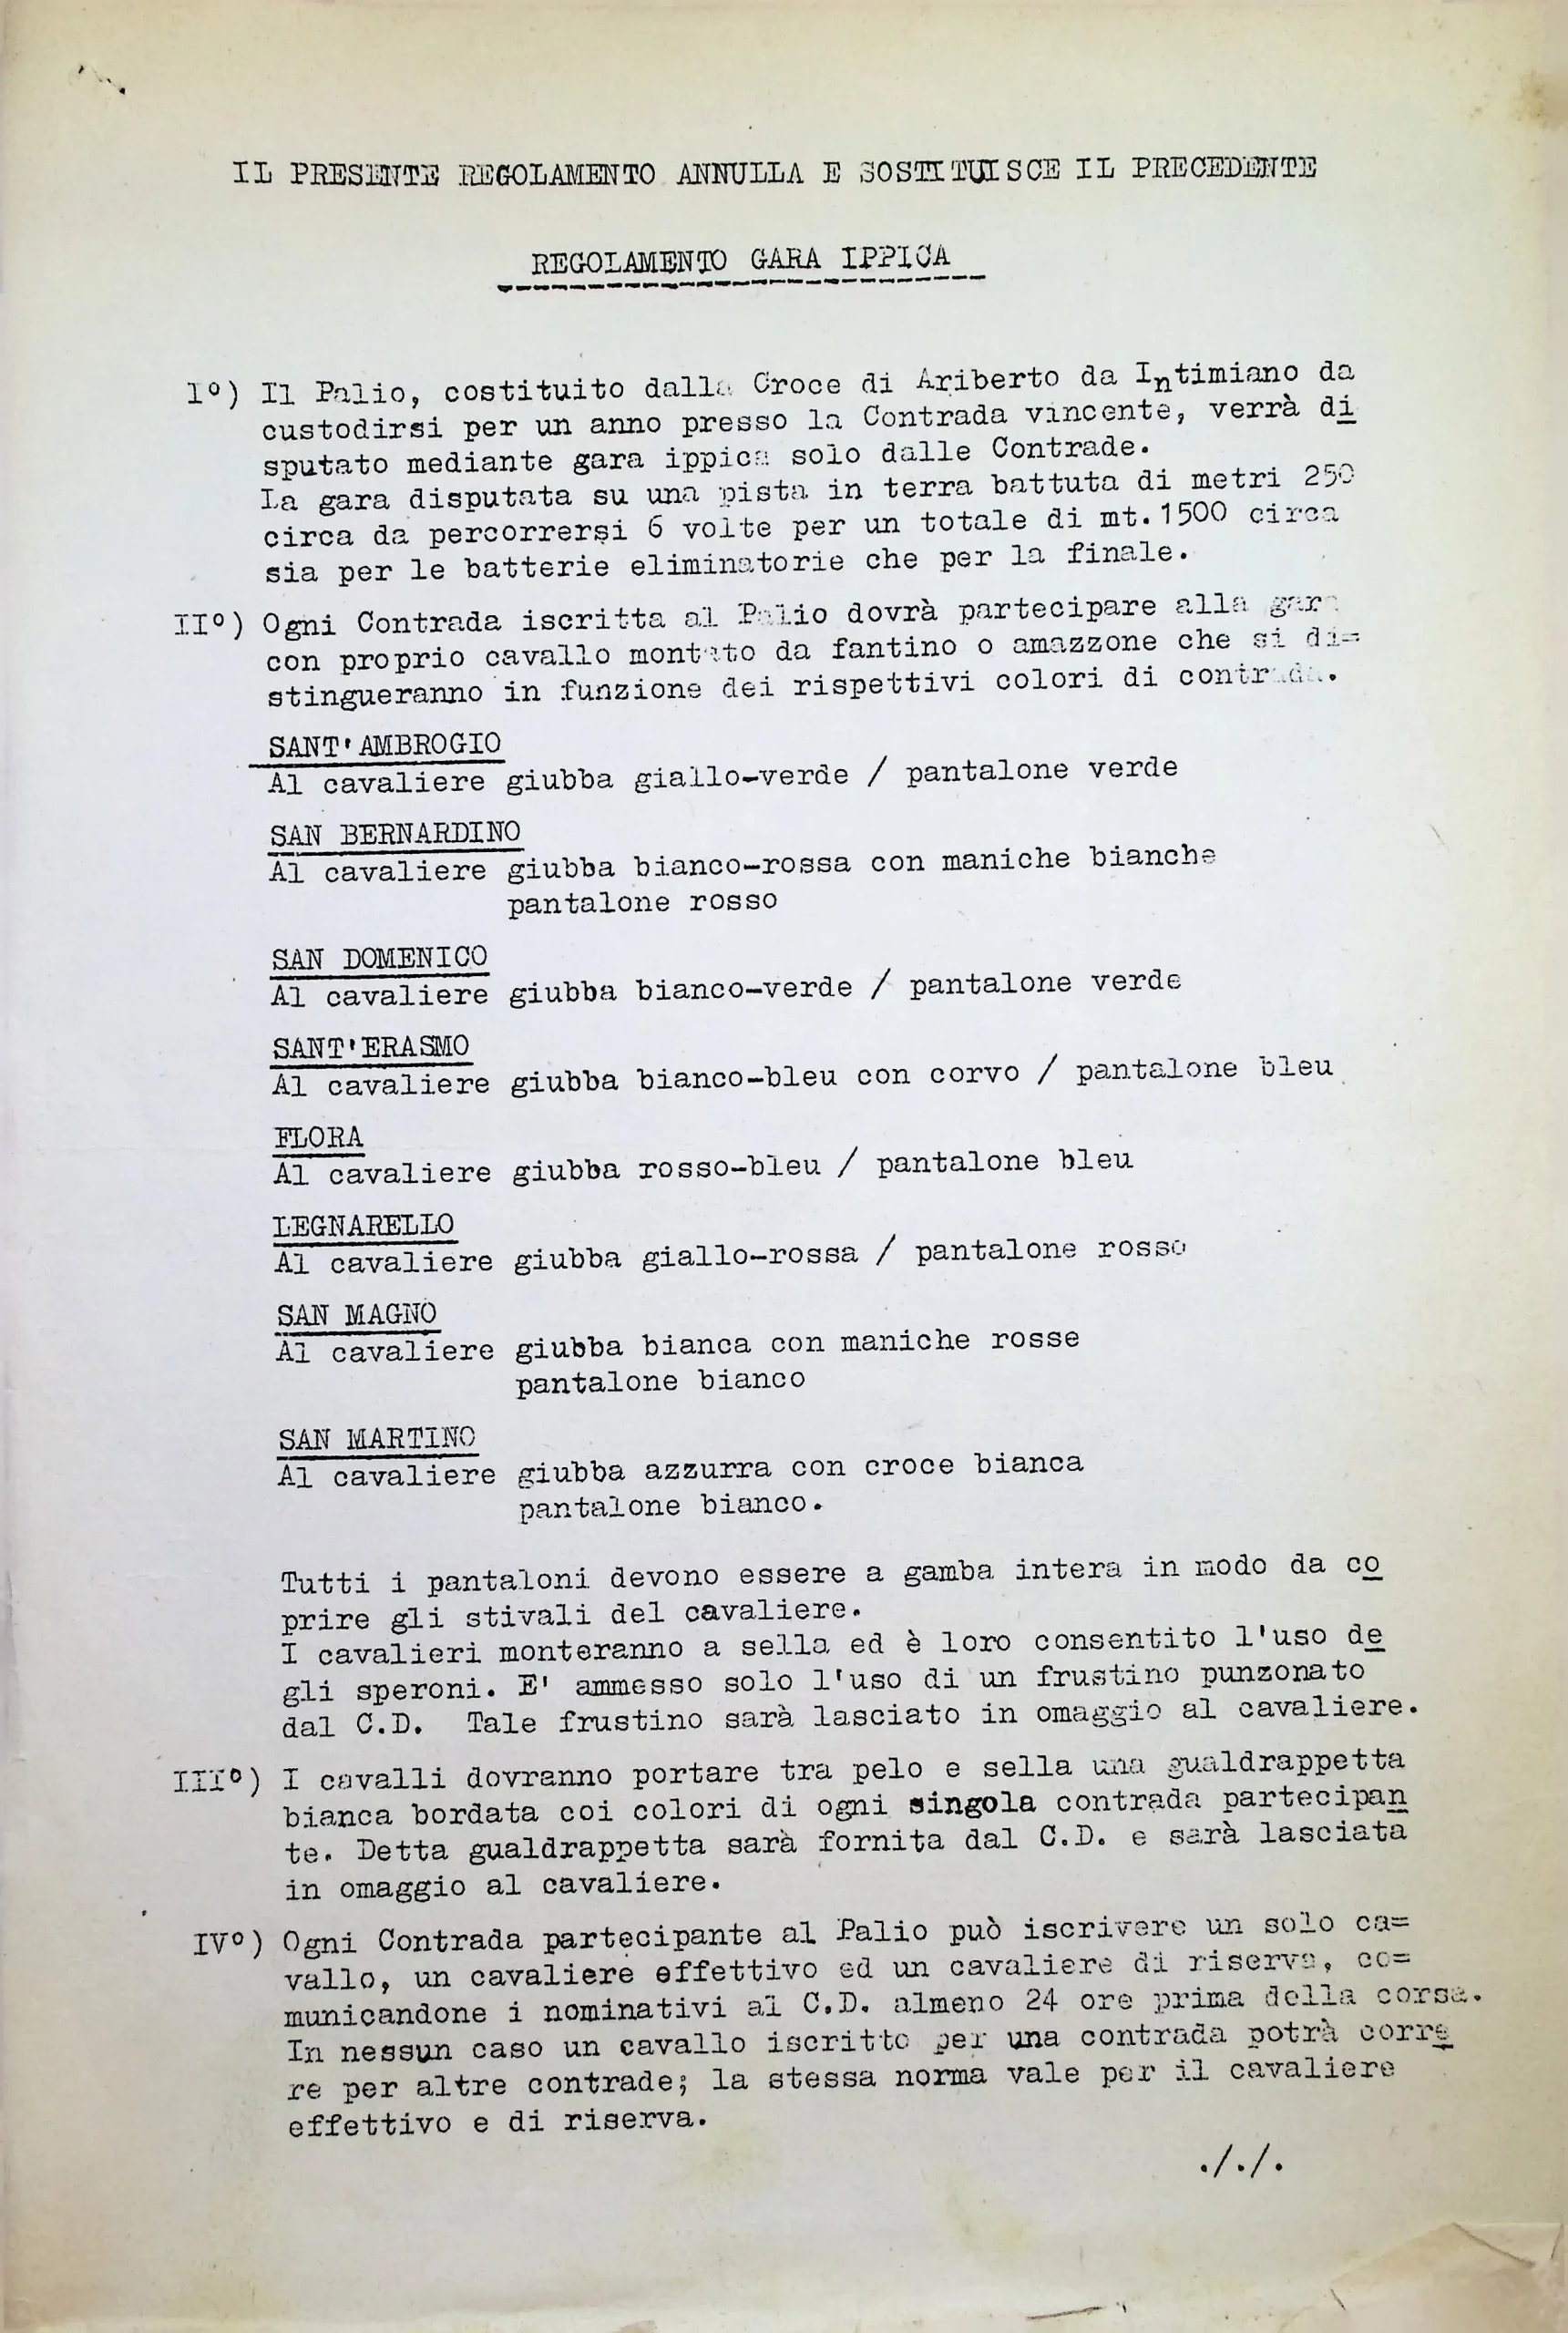 IL PRESENTE REGOLAMENTO ANNULLA E SOSTITUISCE IL PRECEDENTE
REGOLAMENTO GARA IPPICA
I°) Il Palio, costituito dalla Croce di Ariberto da Intimiano da
custodirsi per un anno presso la Contrada vincente, verrà di
sputato mediante gara ippica solo dalle Contrade.
La gara disputata su una pista in terra battuta di metri 250
circa da percorrersi 6 volte per un totale di mt.1500 circa
sia per le batterie eliminatorie che per la finale.
II°) Ogni Contrada iscritta al Palio dovrà partecipare alla gara
con proprio cavallo montato da fantino o amazzone che si di=
stingueranno in funzione dei rispettivi colori di contrada.
SANT'AMBROGIO
Al cavaliere giubba giallo-verde / pantalone verde
SAN BERNARDINO
Al cavaliere giubba bianco-rossa con maniche bianche
pantalone rosso
SAN DOMENICO
Al cavaliere giubba bianco-verde / pantalone verde
SANT'ERASMO
Al cavaliere giubba bianco-bleu con corvo / pantalone bleu
FLORA
Al cavaliere giubba rosso-bleu / pantalone bleu
LEGNARELLO
Al cavaliere giubba giallo-rossa / pantalone rosso
SAN MAGNO
Al cavaliere giubba bianca con maniche rosse
pantalone bianco
SAN MARTINO
Al cavaliere giubba azzurra con croce bianca
pantalone bianco.
Tutti i pantaloni devono essere a gamba intera in modo da co
prire gli stivali del cavaliere.
I cavalieri monteranno a sella ed è loro consentito l'uso de
gli speroni. E' ammesso solo l'uso di un frustino punzonato
dal C.D. Tale frustino sarà lasciato in omaggio al cavaliere.
III°) I cavalli dovranno portare tra pelo e sella una gualdrappetta
bianca bordata coi colori di ogni singola contrada partecipan
te. Detta gualdrappetta sarà fornita dal C.D. e sarà lasciata
in omaggio al cavaliere.
IV°) Ogni Contrada partecipante al Palio può iscrivere un solo ca=
vallo, un cavaliere effettivo ed un cavaliere di riserva, co=
municandone i nominativi al C.D. almeno 24 ore prima della corsa.
In nessun caso un cavallo iscritto per una contrada potrà corre
re per altre contrade; la stessa norma vale per il cavaliere
effettivo e di riserva.
././.